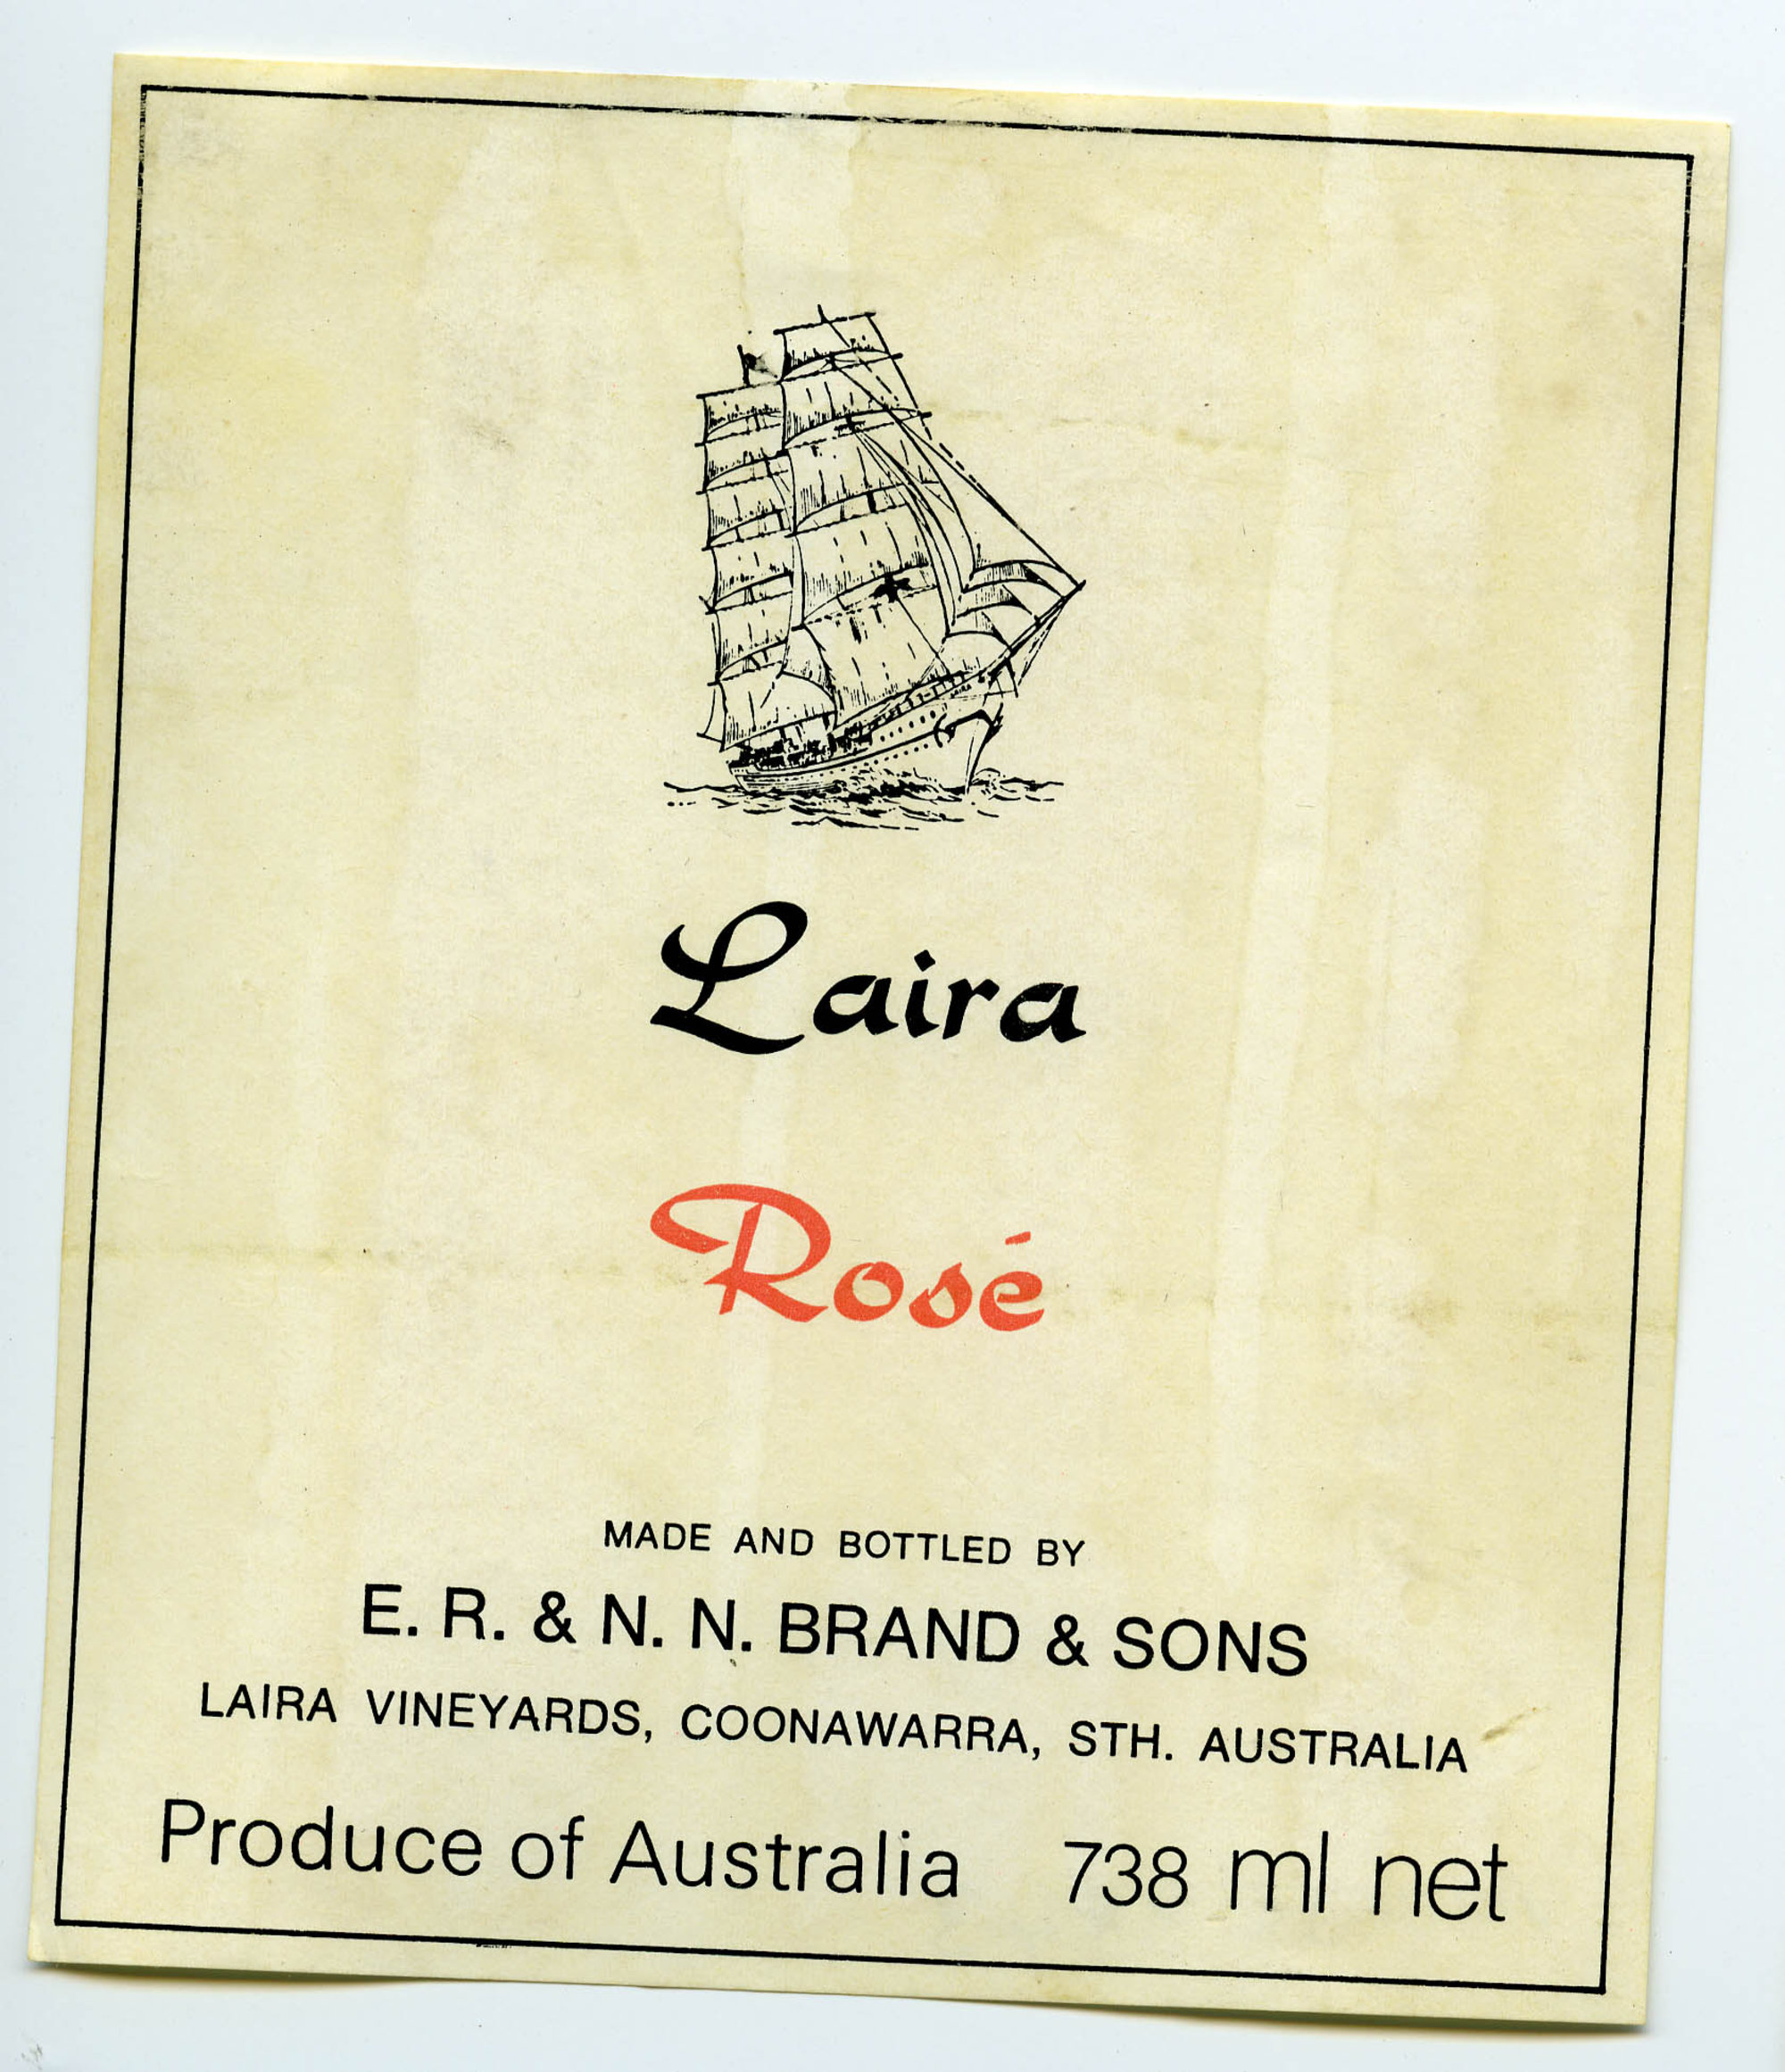 Laira
Rosé
MADE AND BOTTLED BY
E. R. & N. N. BRAND & SONS
LAIRA VINEYARDS, COONAWARRA, STH. AUSTRALIA
Produce of Australia 738 ml net